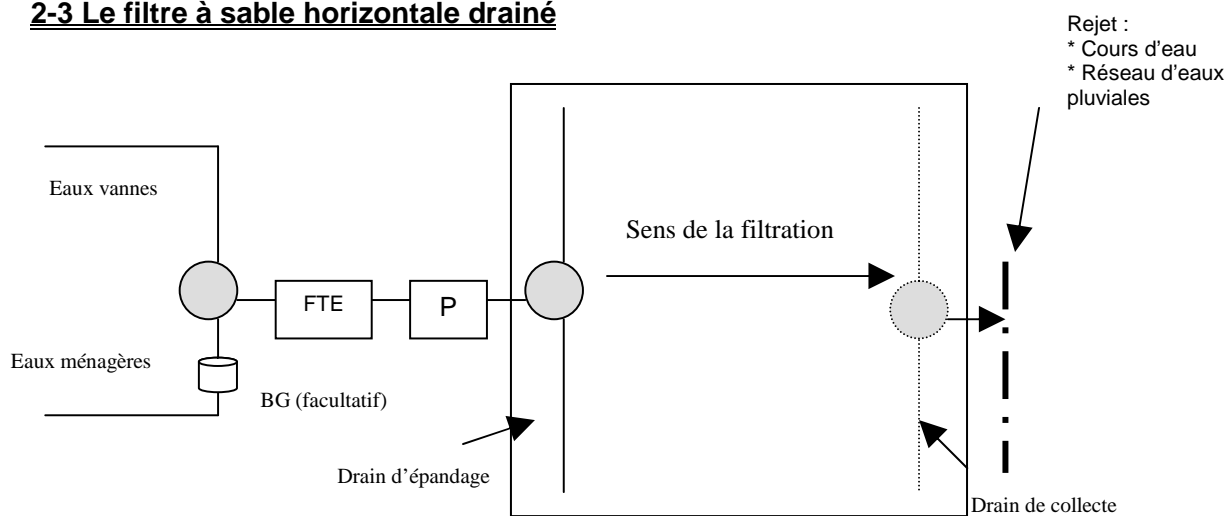 2-3 Le filtre à sable horizontale drainé
Rejet :
* Cours d’eau
* Réseau d’eaux
pluviales
Eaux vannes
Sens de la filtration
FTE
P
Eaux ménagères
BG (facultatif)
Drain d’épandage
Drain de collecte